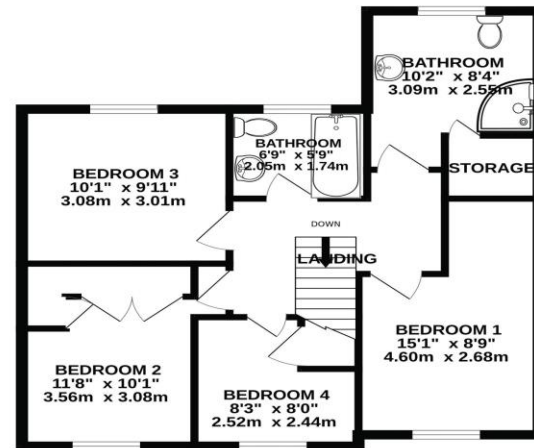 BATHROOM
10'2" x 8'4"
3.09m x 2.55m
BATHROOM
6'9" x 5'9"
2.05m x 1.74m
BEDROOM 3
10'1" x 9'11"
3.08m x 3.01m
STORAGE
DOWN
LANDING
BEDROOM 1
15'1" x 8'9"
4.60m x 2.68m
BEDROOM 2
11'8" x 10'1"
3.56m x 3.08m
BEDROOM 4
8'3" x 8'0"
2.52m x 2.44m